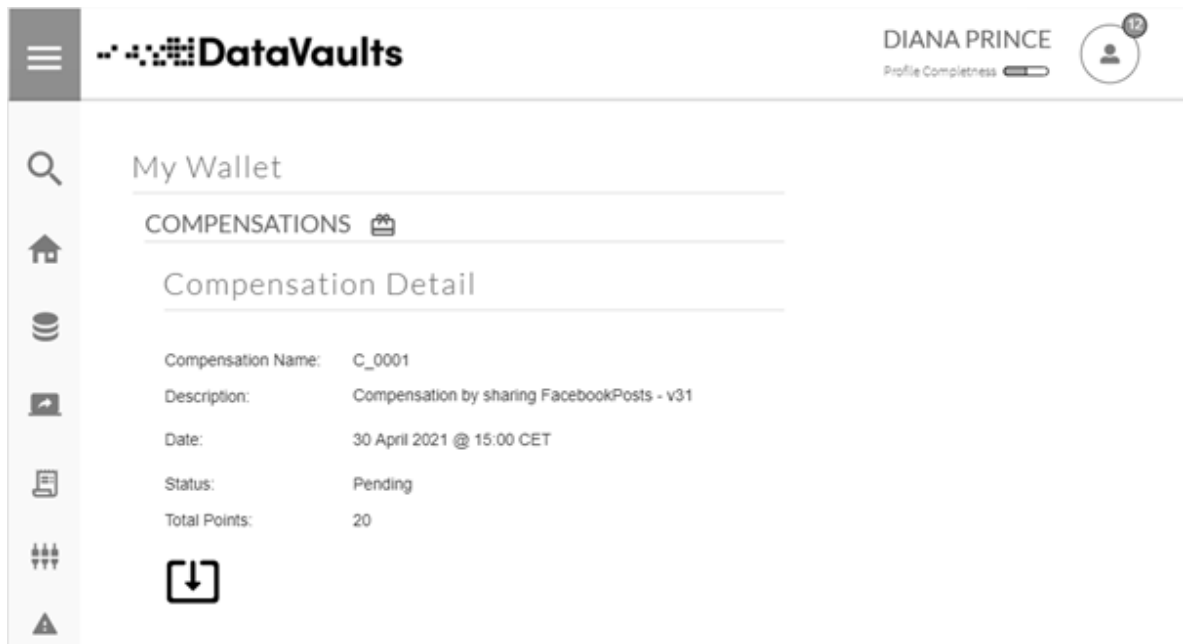 DataVaults
DIANA PRINCE
12
Profile Completness
My Wallet
COMPENSATIONS
Compensation Detail
Compensation Name: C_0001
Description: Compensation by sharing FacebookPosts - v31
Date: 30 April 2021 @ 15:00 CET
Status: Pending
Total Points: 20